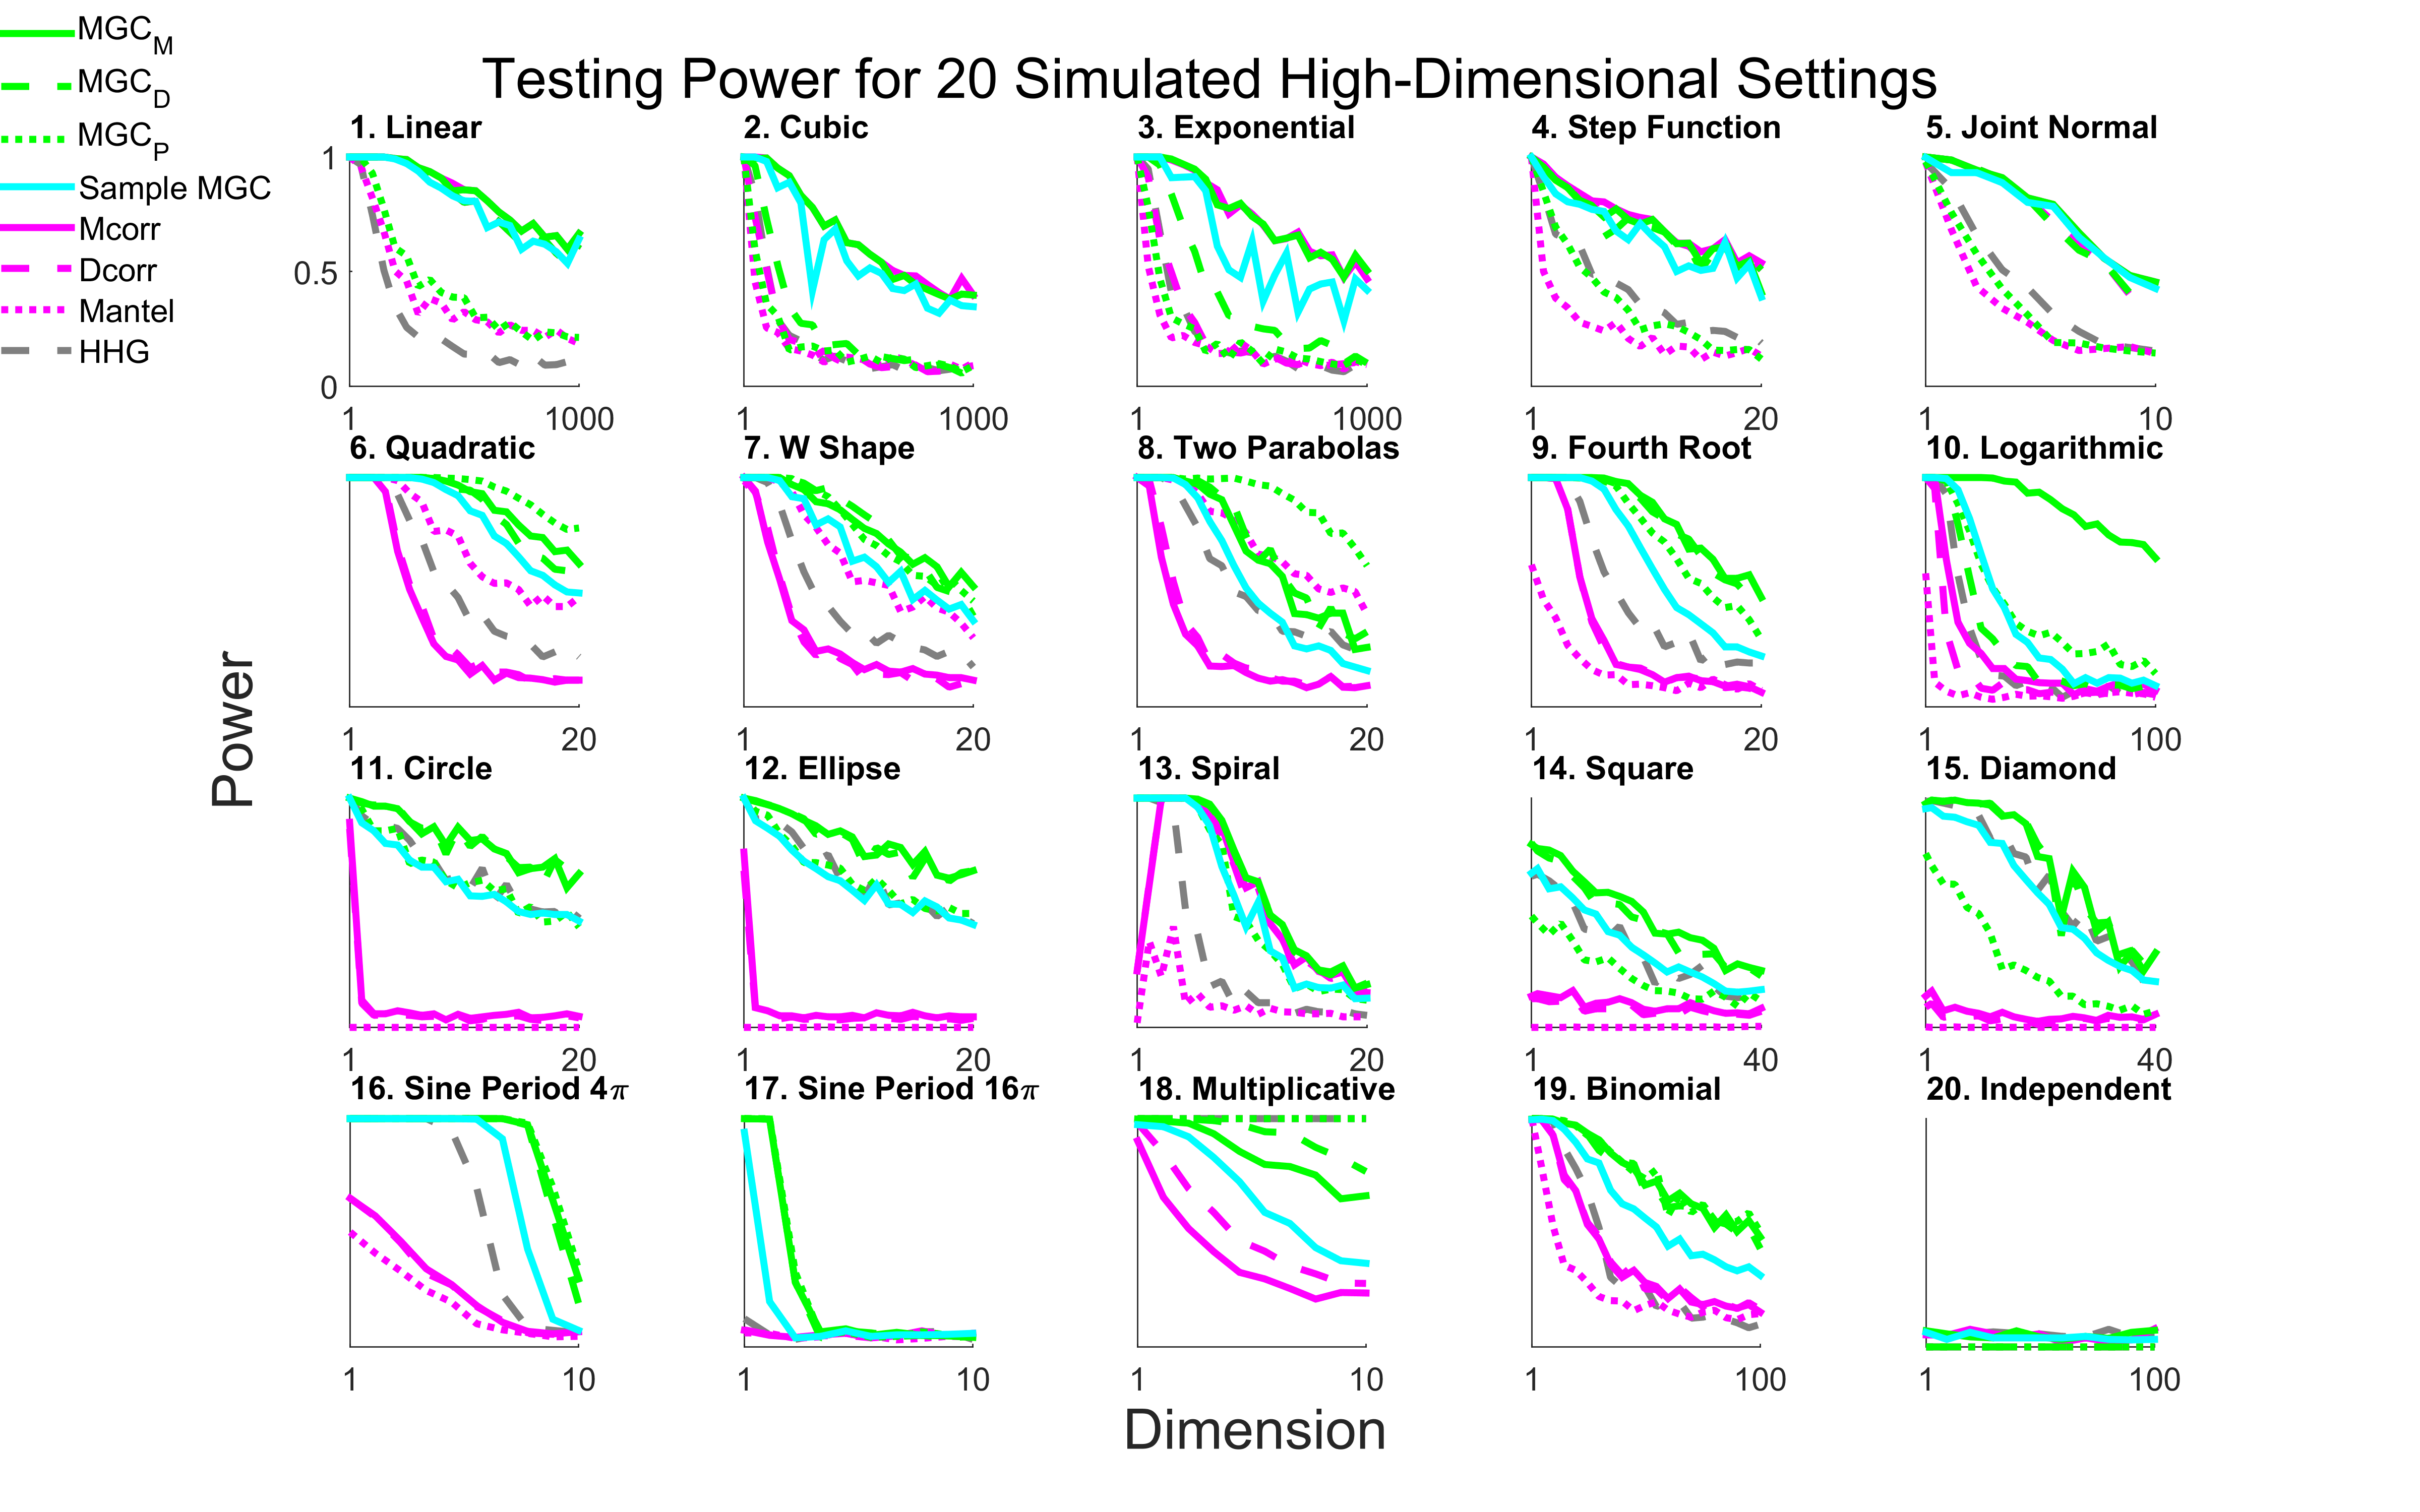 MGC_M
MGC_D
MGC_P
Sample MGC
Mcorr
Dcorr
Mantel
HHG
Testing Power for 20 Simulated High-Dimensional Settings
1. Linear
2. Cubic
3. Exponential
4. Step Function
5. Joint Normal
1
0.5
0
1 1000
1 1000
1 1000
1 20
1 10
6. Quadratic
7. W Shape
8. Two Parabolas
9. Fourth Root
10. Logarithmic
1 20
1 20
1 20
1 20
1 100
11. Circle
12. Ellipse
13. Spiral
14. Square
15. Diamond
1 20
1 20
1 20
1 40
1 40
16. Sine Period 4π
17. Sine Period 16π
18. Multiplicative
19. Binomial
20. Independent
1 10
1 10
1 10
1 100
1 100
Power
Dimension